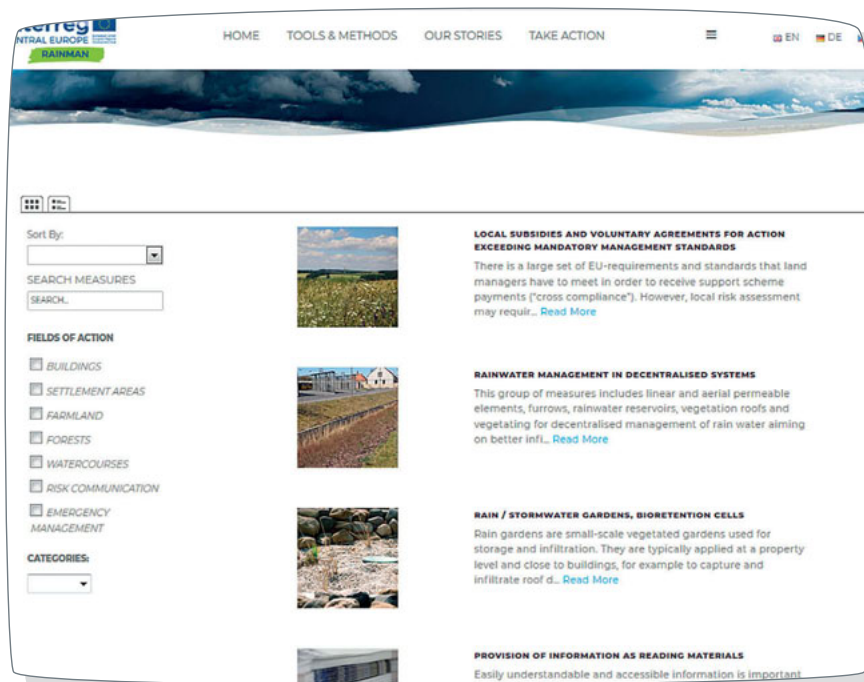 CENTRAL EUROPE
RAINMAN
HOME TOOLS & METHODS OUR STORIES TAKE ACTION EN DE
Sort By:
SEARCH MEASURES
SEARCH...
FIELDS OF ACTION
BUILDINGS
SETTLEMENT AREAS
FARMLAND
FORESTS
WATERCOURSES
RISK COMMUNICATION
EMERGENCY
MANAGEMENT
CATEGORIES:
LOCAL SUBSIDIES AND VOLUNTARY AGREEMENTS FOR ACTION
EXCEEDING MANDATORY MANAGEMENT STANDARDS
There is a large set of EU-requirements and standards that land
managers have to meet in order to receive support scheme
payments ("cross compliance"). However, local risk assessment
may requir... Read More
RAINWATER MANAGEMENT IN DECENTRALISED SYSTEMS
This group of measures includes linear and aerial permeable
elements, furrows, rainwater reservoirs, vegetation roofs and
vegetating for decentralised management of rain water aiming
on better infi... Read More
RAIN / STORMWATER GARDENS, BIORETENTION CELLS
Rain gardens are small-scale vegetated gardens used for
storage and infiltration. They are typically applied at a property
level and close to buildings, for example to capture and
infiltrate roof d... Read More
PROVISION OF INFORMATION AS READING MATERIALS
Easily understandable and accessible information is important